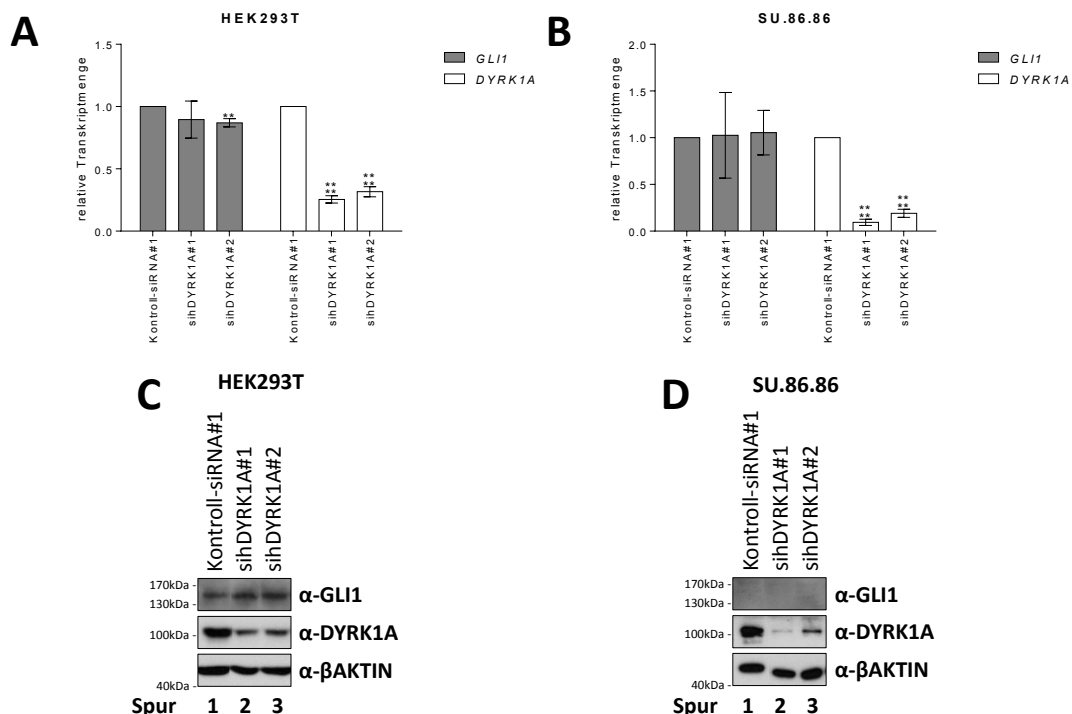 A
HEK293T
relative Transkriptmenge
1.5
1.0
0.5
0.0
**
**
**
**
**
Kontroll-siRNA#1
sihDYRK1A#1
sihDYRK1A#2
Kontroll-siRNA#1
sihDYRK1A#1
sihDYRK1A#2
GLI1
DYRK1A
B
SU.86.86
relative Transkriptmenge
2.0
1.5
1.0
0.5
0.0
**
**
**
**
Kontroll-siRNA#1
sihDYRK1A#1
sihDYRK1A#2
Kontroll-siRNA#1
sihDYRK1A#1
sihDYRK1A#2
GLI1
DYRK1A
C
HEK293T
Kontroll-siRNA#1
sihDYRK1A#1
sihDYRK1A#2
170kDa -
130kDa -
α-GLI1
100kDa -
α-DYRK1A
α-βAKTIN
40kDa -
Spur 1 2 3
D
SU.86.86
Kontroll-siRNA#1
sihDYRK1A#1
sihDYRK1A#2
170kDa -
130kDa -
α-GLI1
100kDa -
α-DYRK1A
α-βAKTIN
40kDa -
Spur 1 2 3